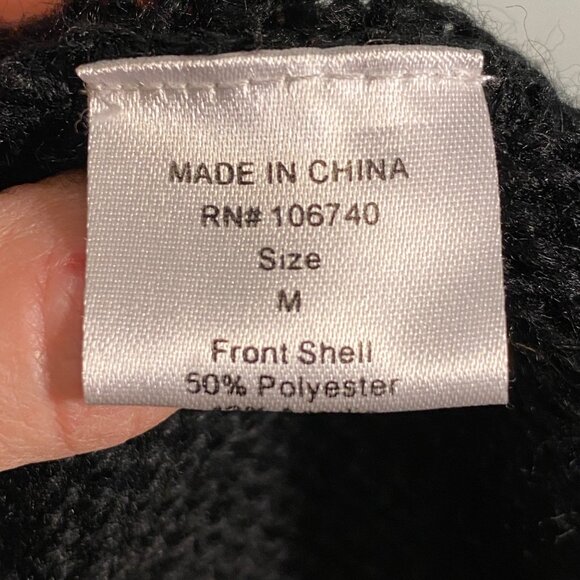 MADE IN CHINA
RN# 106740
Size
M
Front Shell
50% Polyester